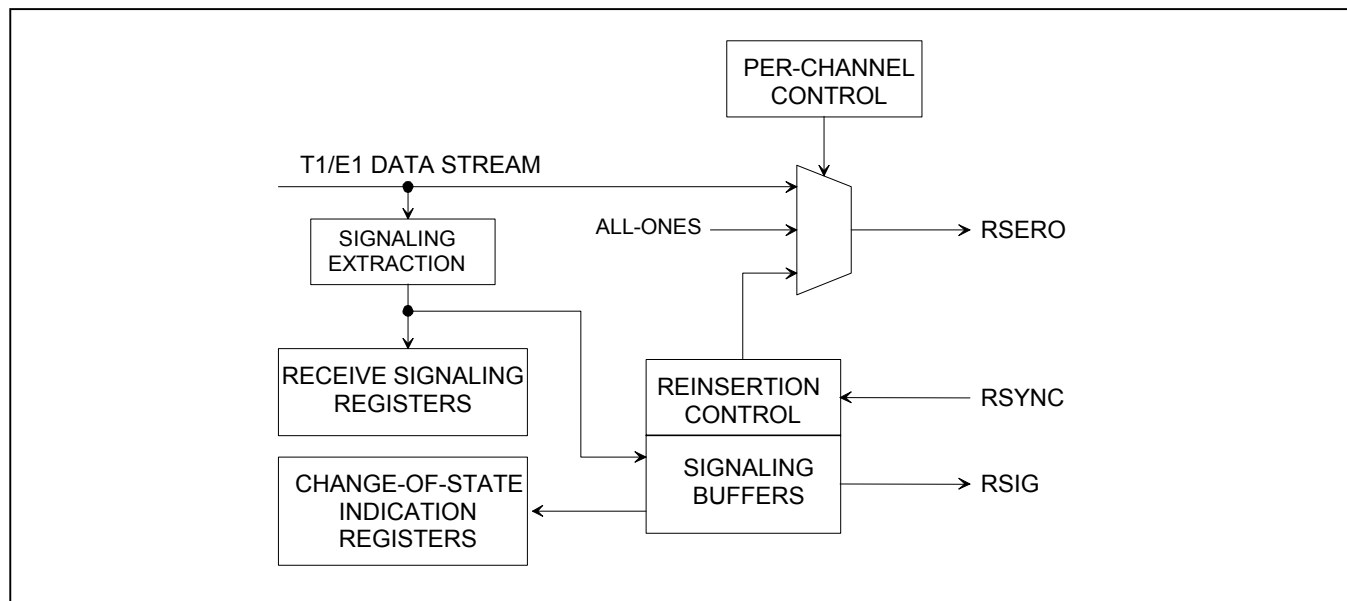 PER-CHANNEL
CONTROL
T1/E1 DATA STREAM
ALL-ONES
RSERO
SIGNALING
EXTRACTION
RECEIVE SIGNALING
REGISTERS
REINSERTION
CONTROL
RSYNC
CHANGE-OF-STATE
INDICATION
REGISTERS
SIGNALING
BUFFERS
RSIG